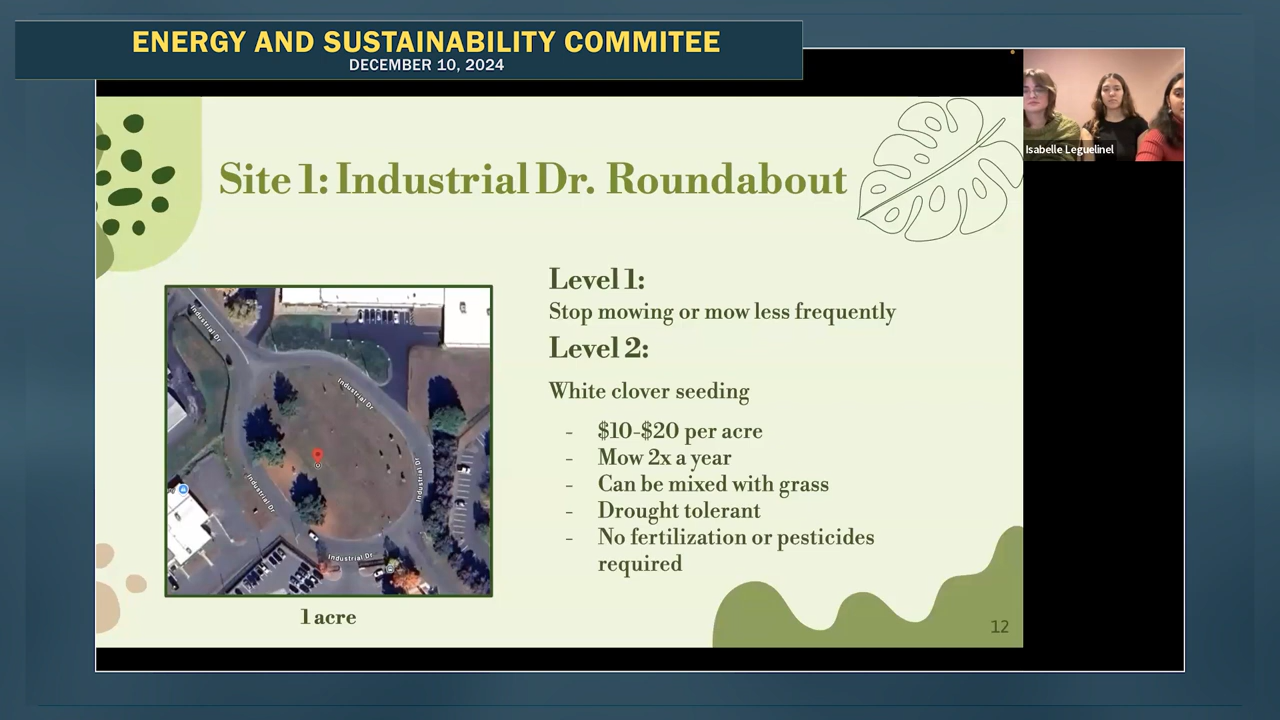 ENERGY AND SUSTAINABILITY COMMITEE
DECEMBER 10, 2024
Isabelle Leguelinel
Site 1: Industrial Dr. Roundabout
Level 1:
Stop mowing or mow less frequently
Level 2:
White clover seeding
- $10-$20 per acre
- Mow 2x a year
- Can be mixed with grass
- Drought tolerant
- No fertilization or pesticides
required
Industrial Dr.
Industrial Dr.
Industrial Dr.
Industrial Dr
Industrial Dr
1 acre
12